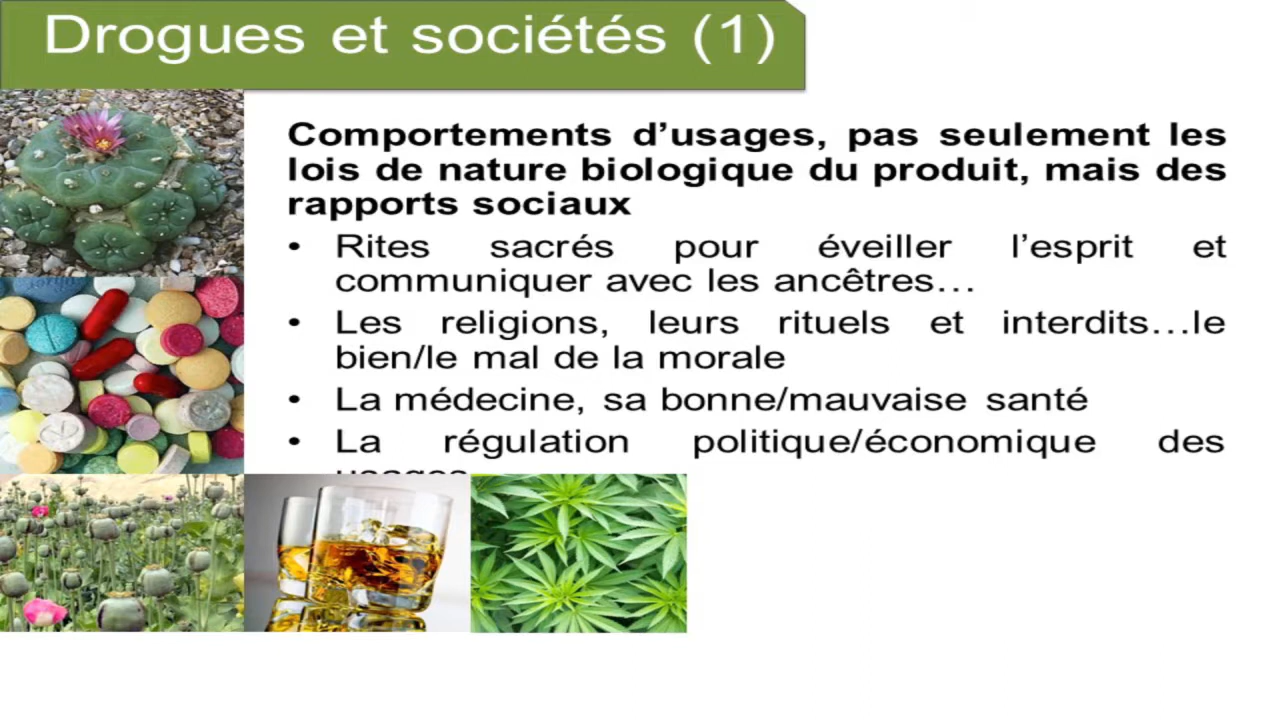 Drogues et sociétés (1)
Comportements d’usages, pas seulement les
lois de nature biologique du produit, mais des
rapports sociaux
• Rites sacrés pour éveiller l’esprit et
communiquer avec les ancêtres…
• Les religions, leurs rituels et interdits…le
bien/le mal de la morale
• La médecine, sa bonne/mauvaise santé
• La régulation politique/économique des
usages